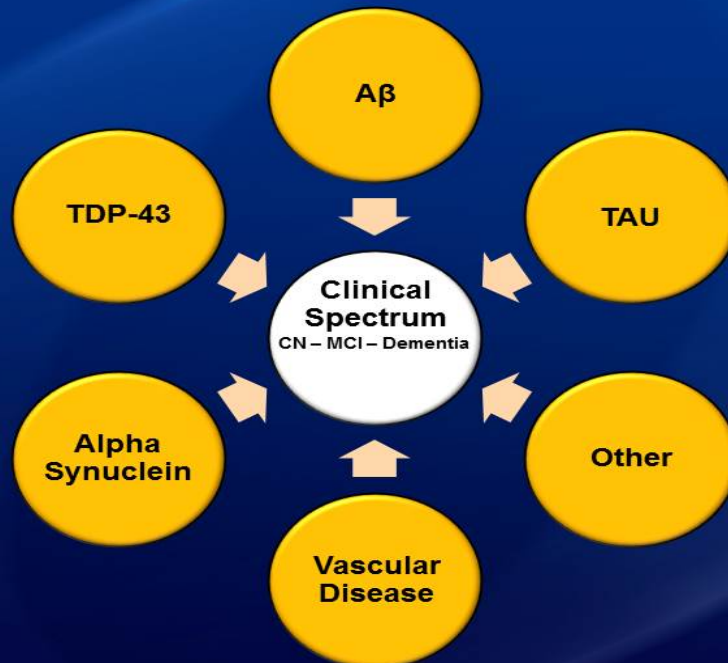 Aβ
TDP-43
TAU
Clinical
Spectrum
CN – MCI – Dementia
Alpha
Synuclein
Other
Vascular
Disease